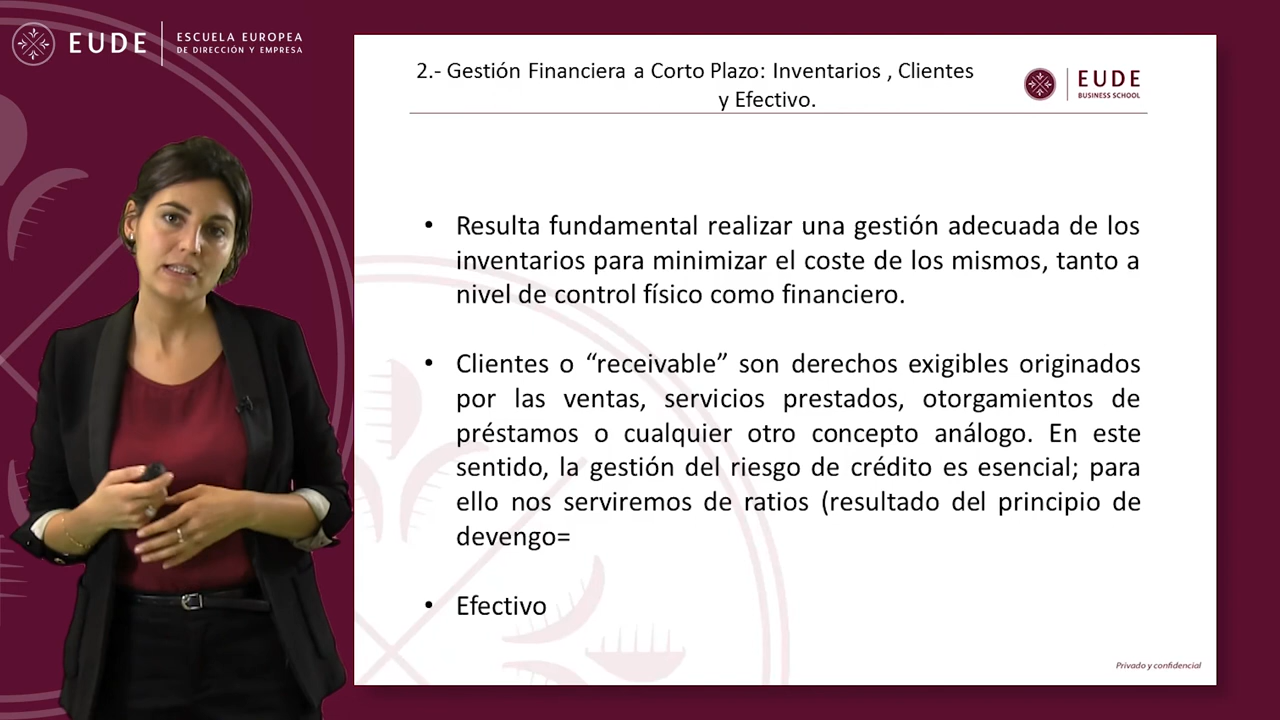 EUDE
ESCUELA EUROPEA
DE DIRECCIÓN Y EMPRESA
2.- Gestión Financiera a Corto Plazo: Inventarios , Clientes
y Efectivo.
EUDE
BUSINESS SCHOOL
• Resulta fundamental realizar una gestión adecuada de los
inventarios para minimizar el coste de los mismos, tanto a
nivel de control físico como financiero.
• Clientes o “receivable” son derechos exigibles originados
por las ventas, servicios prestados, otorgamientos de
préstamos o cualquier otro concepto análogo. En este
sentido, la gestión del riesgo de crédito es esencial; para
ello nos serviremos de ratios (resultado del principio de
devengo=
• Efectivo
Privado y confidencial